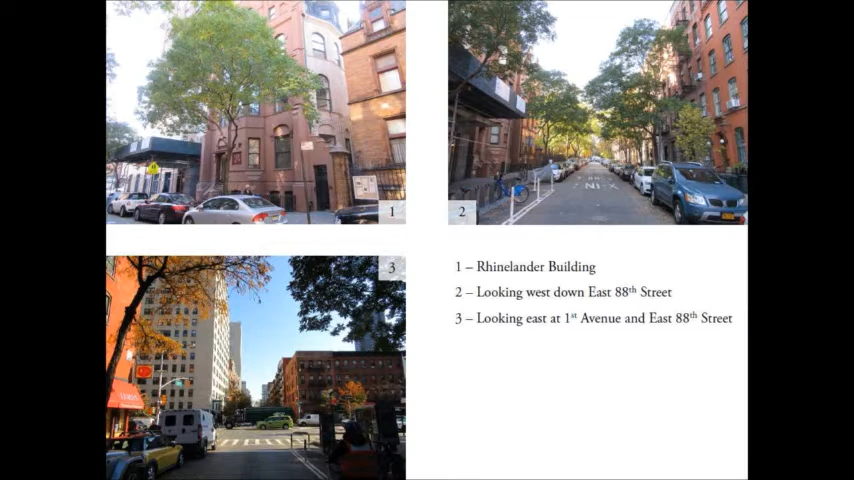 1
2
3
1 – Rhinelander Building
2 – Looking west down East 88th Street
3 – Looking east at 1st Avenue and East 88th Street